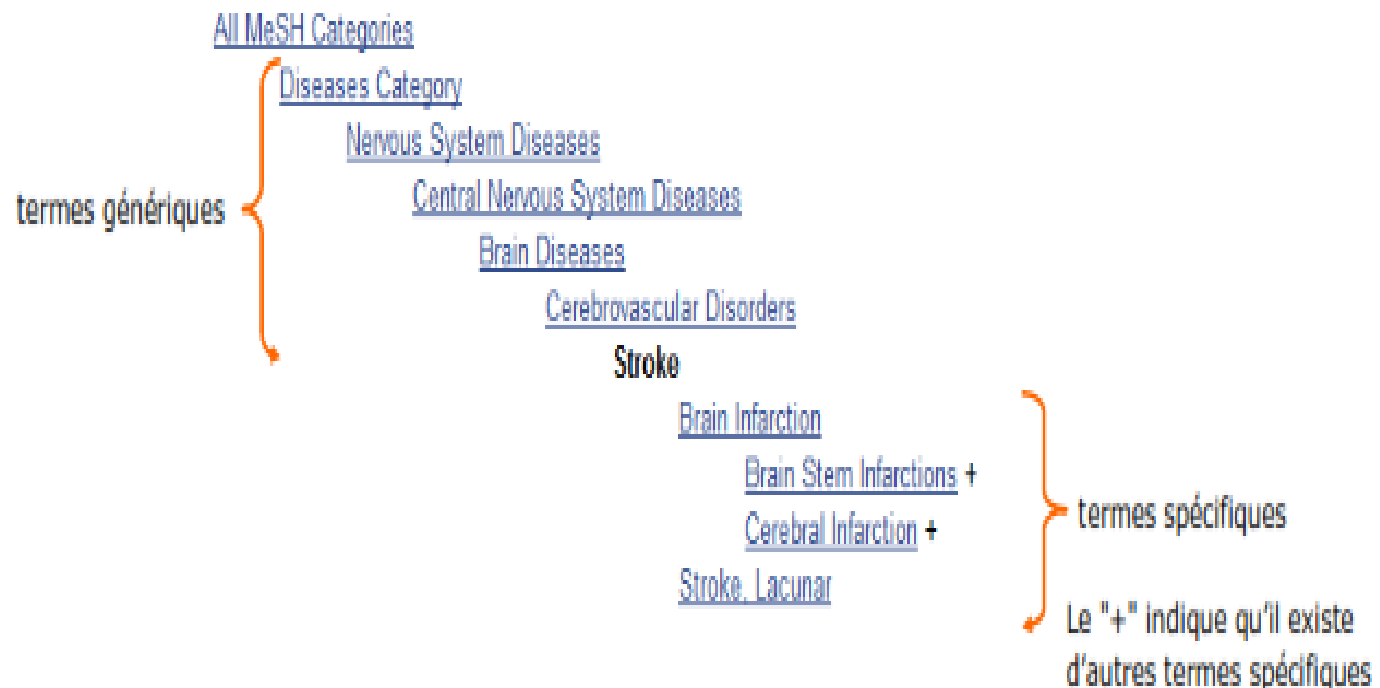 All MeSH Categories
Diseases Category
Nervous System Diseases
termes génériques
Central Nervous System Diseases
Brain Diseases
Cerebrovascular Disorders
Stroke
Brain Infarction
Brain Stem Infarctions +
Cerebral Infarction +
termes spécifiques
Stroke, Lacunar
Le "+" indique qu'il existe
d'autres termes spécifiques